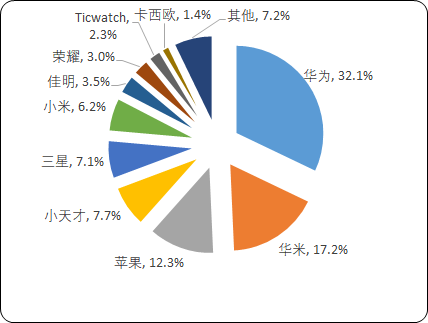 Ticwatch,
2.3%
卡西欧, 1.4%
其他, 7.2%
荣耀, 3.0%
佳明, 3.5%
小米, 6.2%
三星, 7.1%
小天才, 7.7%
苹果, 12.3%
华米, 17.2%
华为, 32.1%